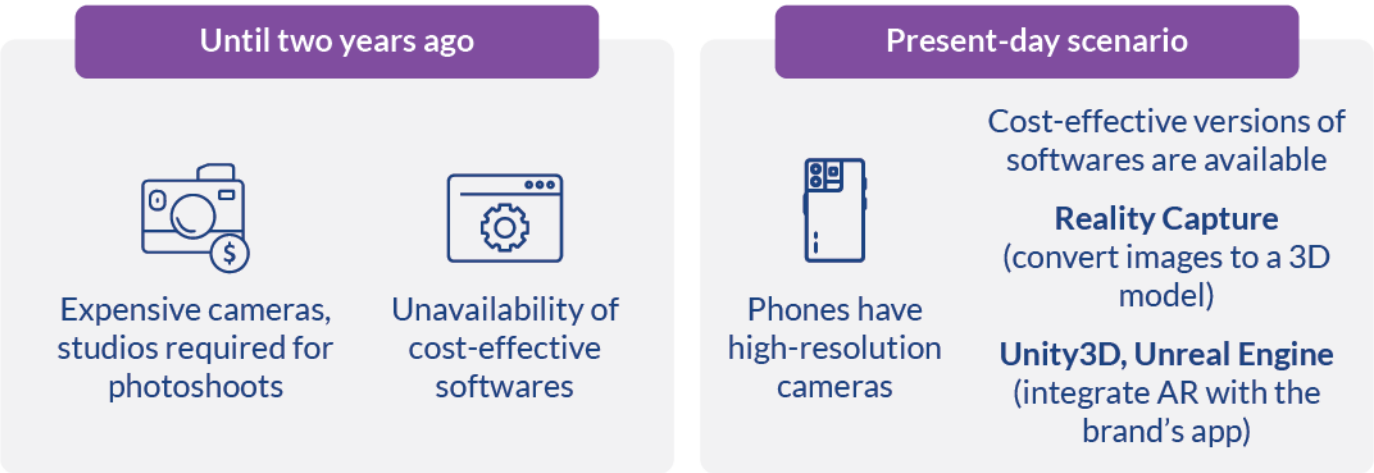 Until two years ago
Expensive cameras,
studios required for
photoshoots
$
Unavailability of
cost-effective
softwares
Present-day scenario
Phones have
high-resolution
cameras
Cost-effective versions of
softwares are available
Reality Capture
(convert images to a 3D
model)
Unity3D, Unreal Engine
(integrate AR with the
brand’s app)